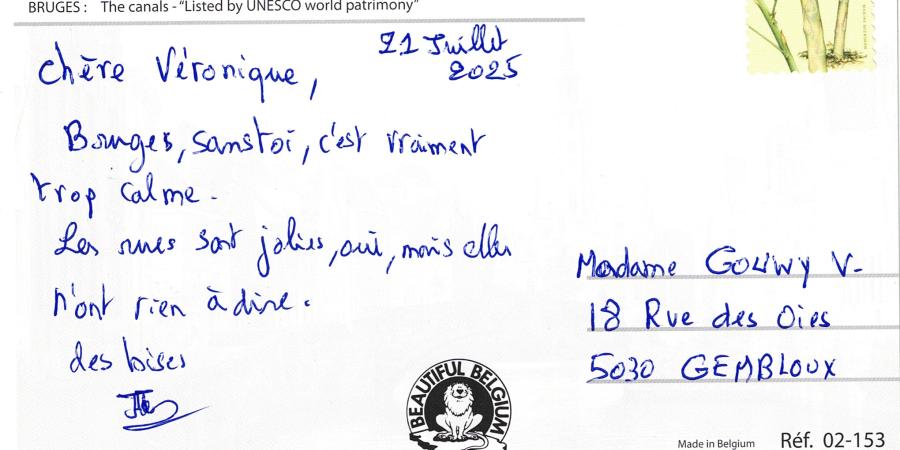 BRUGES : The canals - "Listed by UNESCO world patrimony"
21 Juillet
2025
Chère Véronique,
Bruges, sans toi, c'est vraiment
trop calme.
Les rues sont jolies, oui, mais elles
n'ont rien à dire.
des bises
Madame GOUWY V.
18 Rue des Oies
5030 GEMBLOUX
BEAUTIFUL BELGIUM
Made in Belgium Réf. 02-153